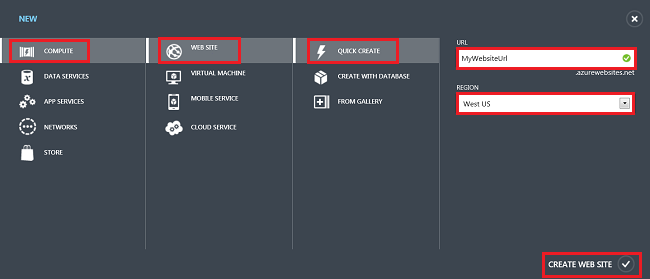 NEW
COMPUTE
DATA SERVICES
APP SERVICES
NETWORKS
STORE
WEB SITE
VIRTUAL MACHINE
MOBILE SERVICE
CLOUD SERVICE
QUICK CREATE
CREATE WITH DATABASE
FROM GALLERY
URL
MyWebsiteUrl
.azurewebsites.net
REGION
West US
CREATE WEB SITE